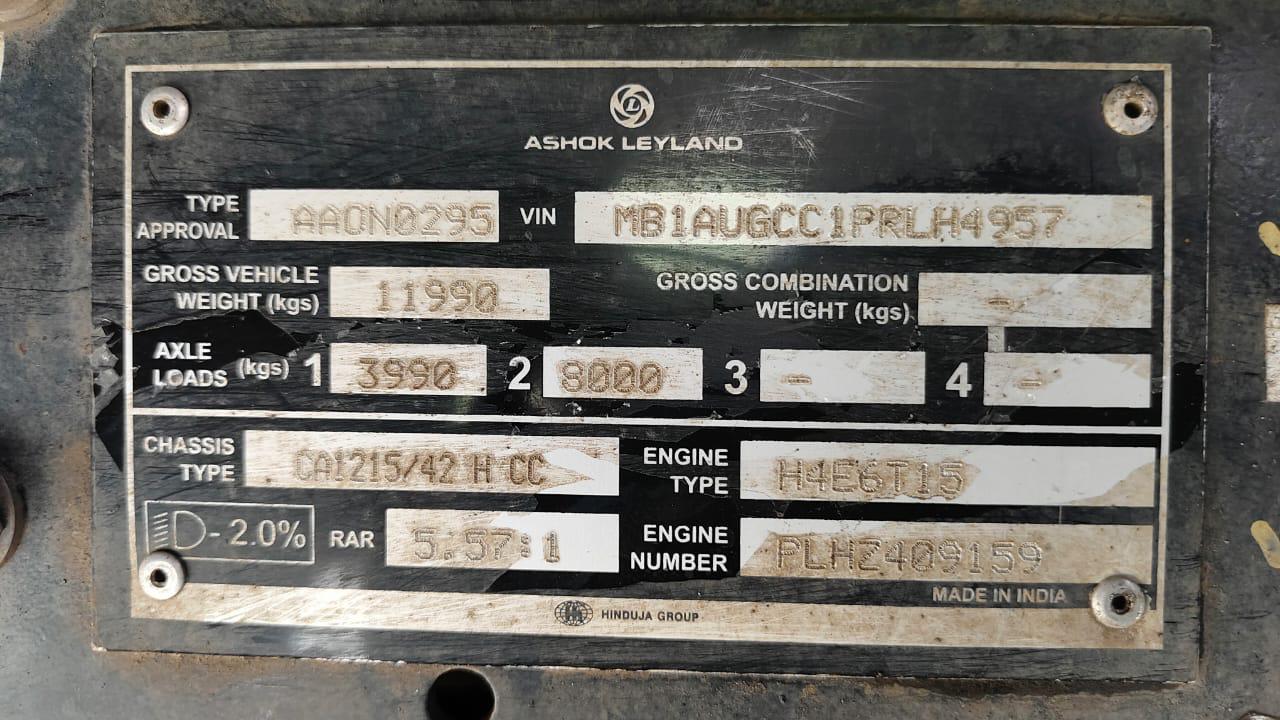 ASHOK LEYLAND
TYPE APPROVAL AAON0295 VIN MB1AUGCC1PRLH4957
GROSS VEHICLE WEIGHT (kgs) 11990 GROSS COMBINATION WEIGHT (kgs) -
AXLE LOADS (kgs) 1 3990 2 8000 3 - 4 -
CHASSIS TYPE CA1215/42 H CC ENGINE TYPE H4E6T15
- 2.0% RAR 5.57:1 ENGINE NUMBER PLHZ409159
MADE IN INDIA
HINDUJA GROUP